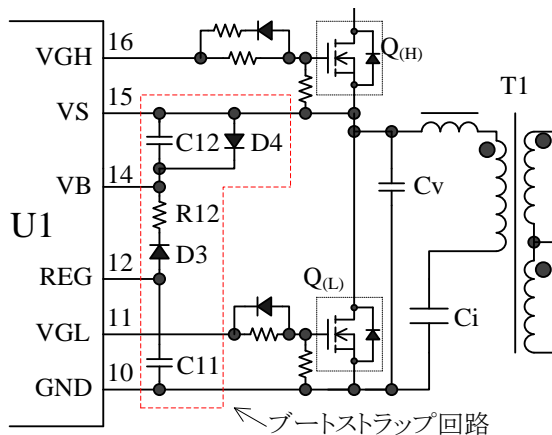 VGH 16
Q(H)
VS 15
T1
C12
D4
VB 14
U1
R12
Cv
D3
REG 12
Q(L)
VGL 11
Ci
C11
GND 10
ブートストラップ回路